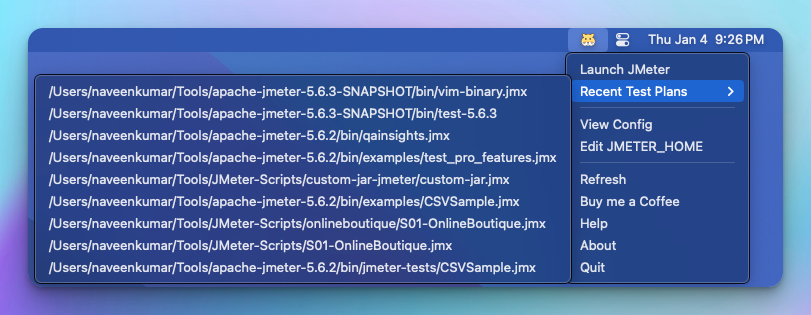 Thu Jan 4 9:26 PM
Launch JMeter
Recent Test Plans
View Config
Edit JMETER_HOME
Refresh
Buy me a Coffee
Help
About
Quit
/Users/naveenkumar/Tools/apache-jmeter-5.6.3-SNAPSHOT/bin/vim-binary.jmx
/Users/naveenkumar/Tools/apache-jmeter-5.6.3-SNAPSHOT/bin/test-5.6.3
/Users/naveenkumar/Tools/apache-jmeter-5.6.2/bin/qainsights.jmx
/Users/naveenkumar/Tools/apache-jmeter-5.6.2/bin/examples/test_pro_features.jmx
/Users/naveenkumar/Tools/JMeter-Scripts/custom-jar-jmeter/custom-jar.jmx
/Users/naveenkumar/Tools/apache-jmeter-5.6.2/bin/examples/CSVSample.jmx
/Users/naveenkumar/Tools/JMeter-Scripts/onlineboutique/S01-OnlineBoutique.jmx
/Users/naveenkumar/Tools/JMeter-Scripts/S01-OnlineBoutique.jmx
/Users/naveenkumar/Tools/apache-jmeter-5.6.2/bin/jmeter-tests/CSVSample.jmx